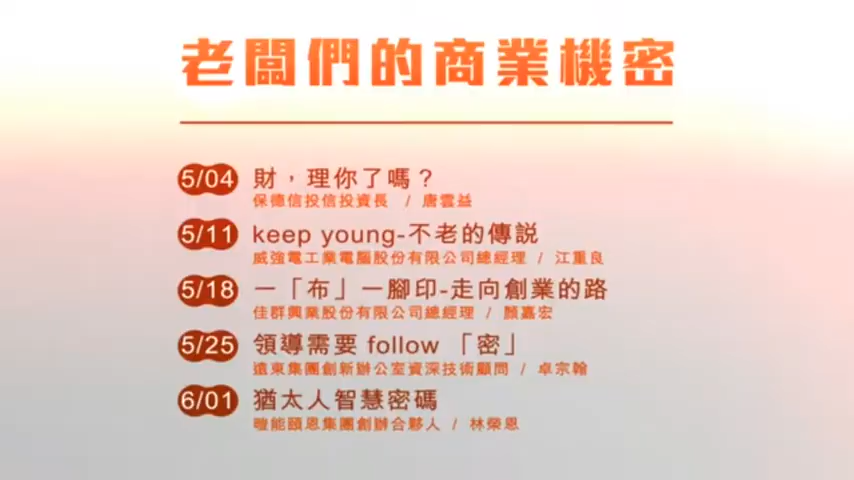 老闆們的商業機密
5/04 財，理你了嗎？
保德信投信投資長 / 唐雲益
5/11 keep young-不老的傳說
威強電工業電腦股份有限公司總經理 / 江重良
5/18 一「布」一腳印-走向創業的路
佳群興業股份有限公司總經理 / 顏嘉宏
5/25 領導需要 follow 「密」
遠東集團創新辦公室資深技術顧問 / 卓宗翰
6/01 猶太人智慧密碼
能頤恩集團創辦合夥人 / 林榮恩